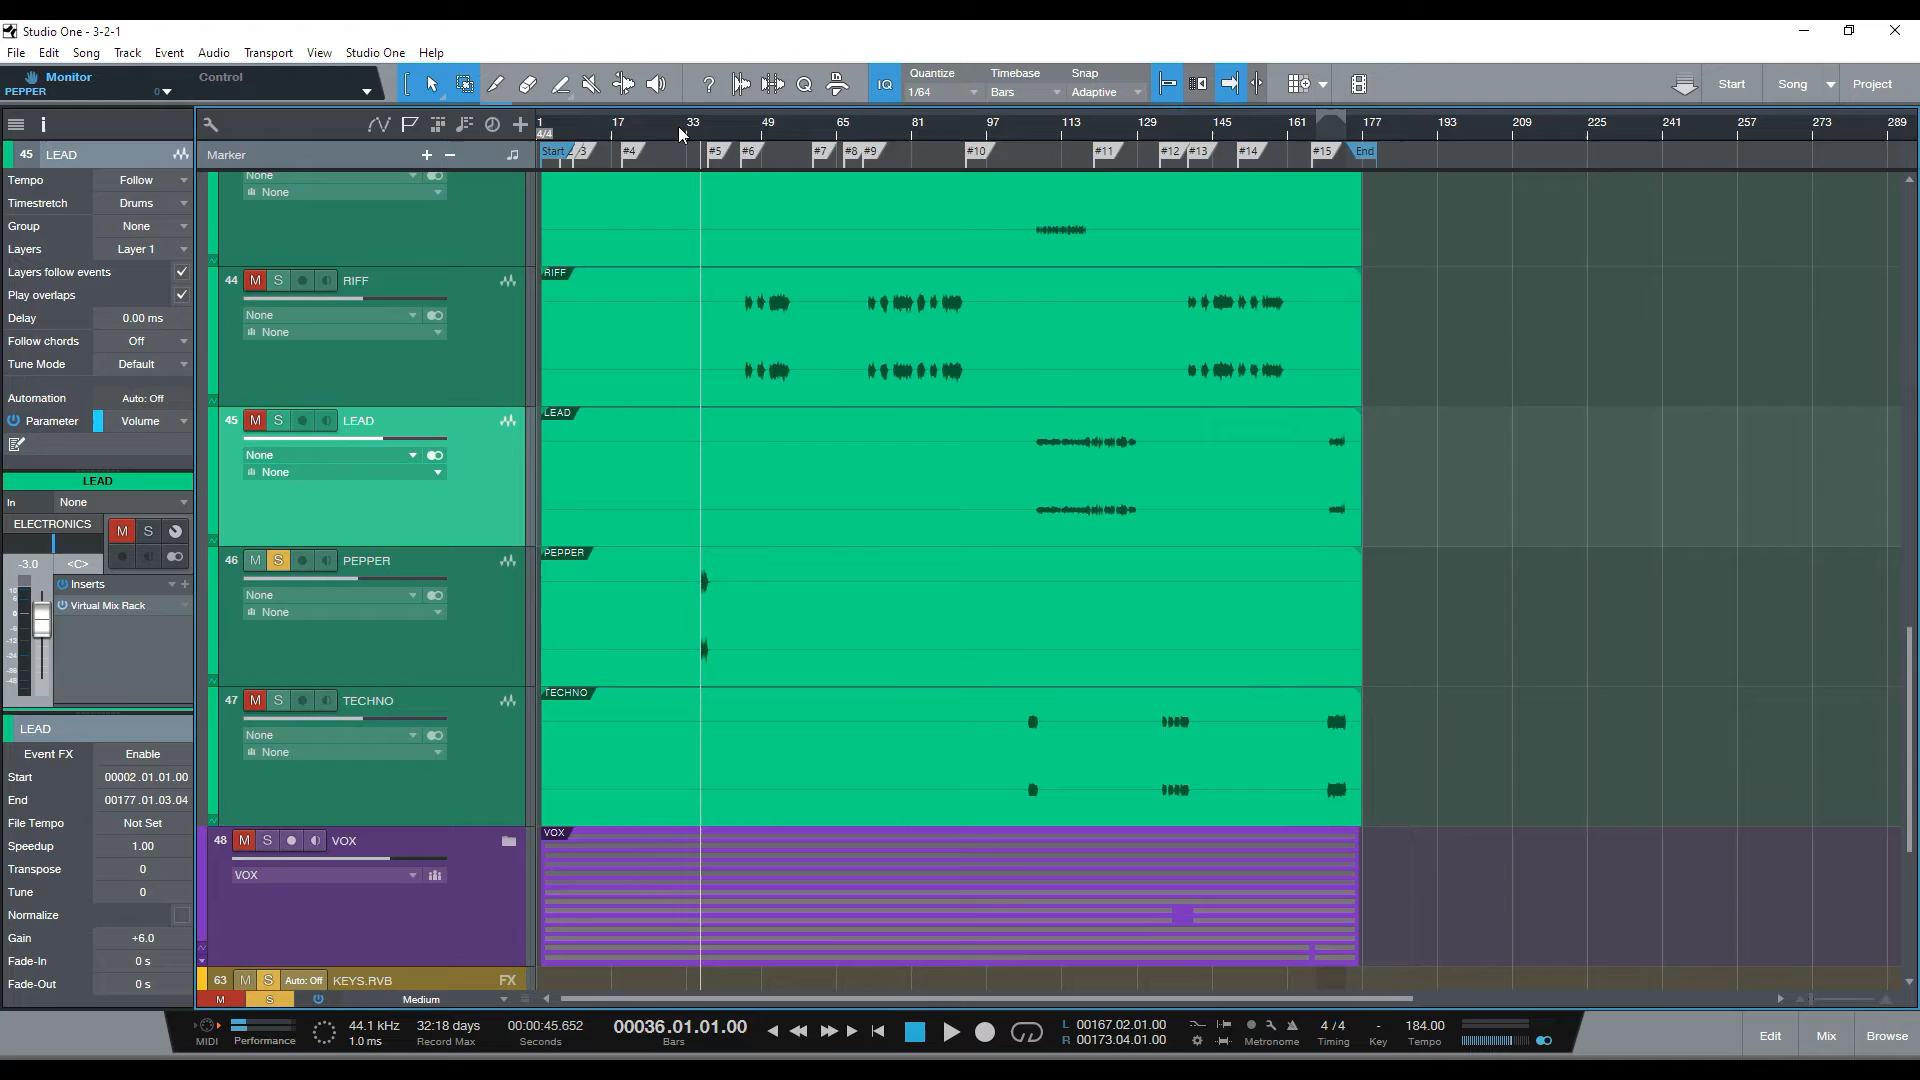 Studio One - 3-2-1
File Edit Song Track Event Audio Transport View Studio One Help
Monitor Control
PEPPER 0
IQ Quantize Timebase Snap
1/64 Bars Adaptive
Start Song Project
1 17 33 49 65 81 97 113 129 145 161 177 193 209 225 241 257 273 289
4/4
45 LEAD
Marker
Start #3 #4 #5 #6 #7 #8 #9 #10 #11 #12 #13 #14 #15 End
Tempo Follow
Timestretch Drums
Group None
Layers Layer 1
Layers follow events
Play overlaps
Delay 0.00 ms
Follow chords Off
Tune Mode Default
Automation Auto: Off
Parameter Volume
LEAD
In None
ELECTRONICS M S
-3.0 <C>
Inserts
Virtual Mix Rack
LEAD
Event FX Enable
Start 00002.01.01.00
End 00177.01.03.04
File Tempo Not Set
Speedup 1.00
Transpose 0
Tune 0
Normalize
Gain +6.0
Fade-In 0 s
Fade-Out 0 s
None
None
44 M S RIFF
None
None
RIFF
45 M S LEAD
None
None
LEAD
46 M S PEPPER
None
None
PEPPER
47 M S TECHNO
None
None
TECHNO
48 M S VOX
VOX
VOX
63 M S Auto: Off KEYS.RVB FX
M S Medium
MIDI Performance
44.1 kHz
1.0 ms
32:18 days
Record Max
00:00:45.652
Seconds
00036.01.01.00
Bars
L 00167.02.01.00
R 00173.04.01.00
Metronome
4 / 4
Timing
-
Key
184.00
Tempo
Edit Mix Browse